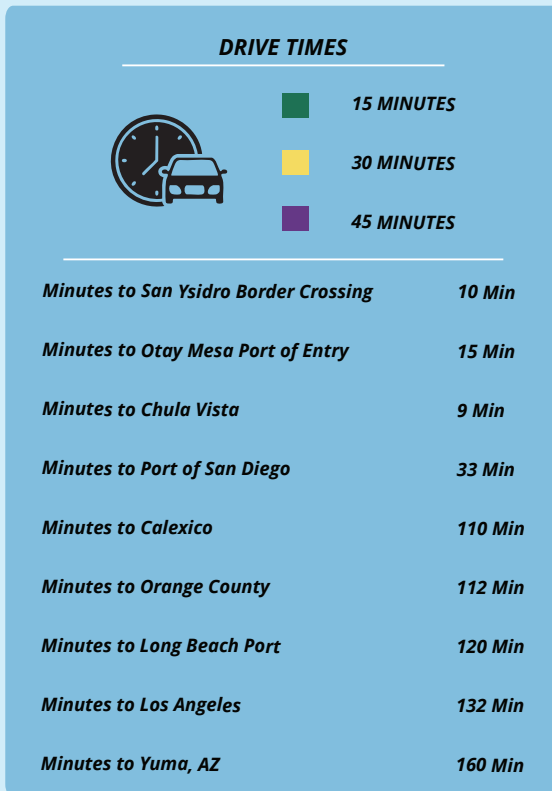 DRIVE TIMES
15 MINUTES
30 MINUTES
45 MINUTES
Minutes to San Ysidro Border Crossing 10 Min
Minutes to Otay Mesa Port of Entry 15 Min
Minutes to Chula Vista 9 Min
Minutes to Port of San Diego 33 Min
Minutes to Calexico 110 Min
Minutes to Orange County 112 Min
Minutes to Long Beach Port 120 Min
Minutes to Los Angeles 132 Min
Minutes to Yuma, AZ 160 Min